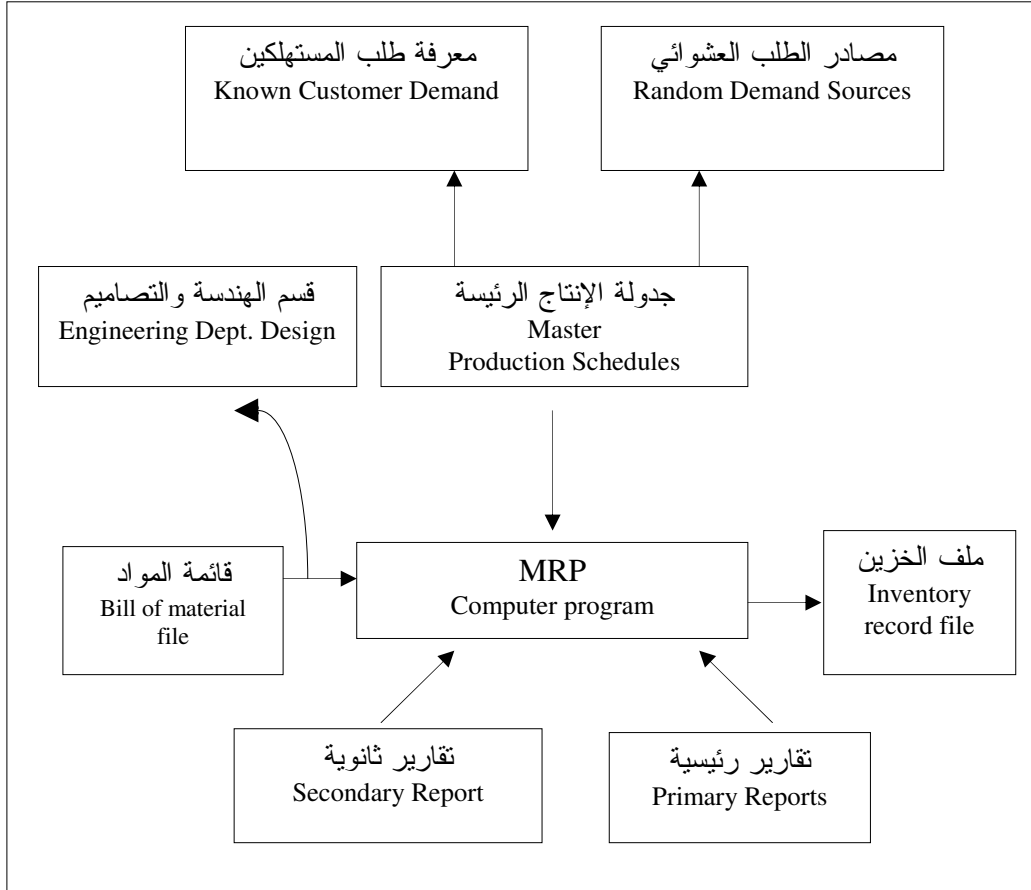 معرفة طلب المستهلكين
Known Customer Demand
مصادر الطلب العشوائي
Random Demand Sources
قسم الهندسة والتصاميم
Engineering Dept. Design
جدولة الإنتاج الرئيسة
Master
Production Schedules
قائمة المواد
Bill of material
file
MRP
Computer program
ملف الخزين
Inventory
record file
تقارير ثانوية
Secondary Report
تقارير رئيسية
Primary Reports